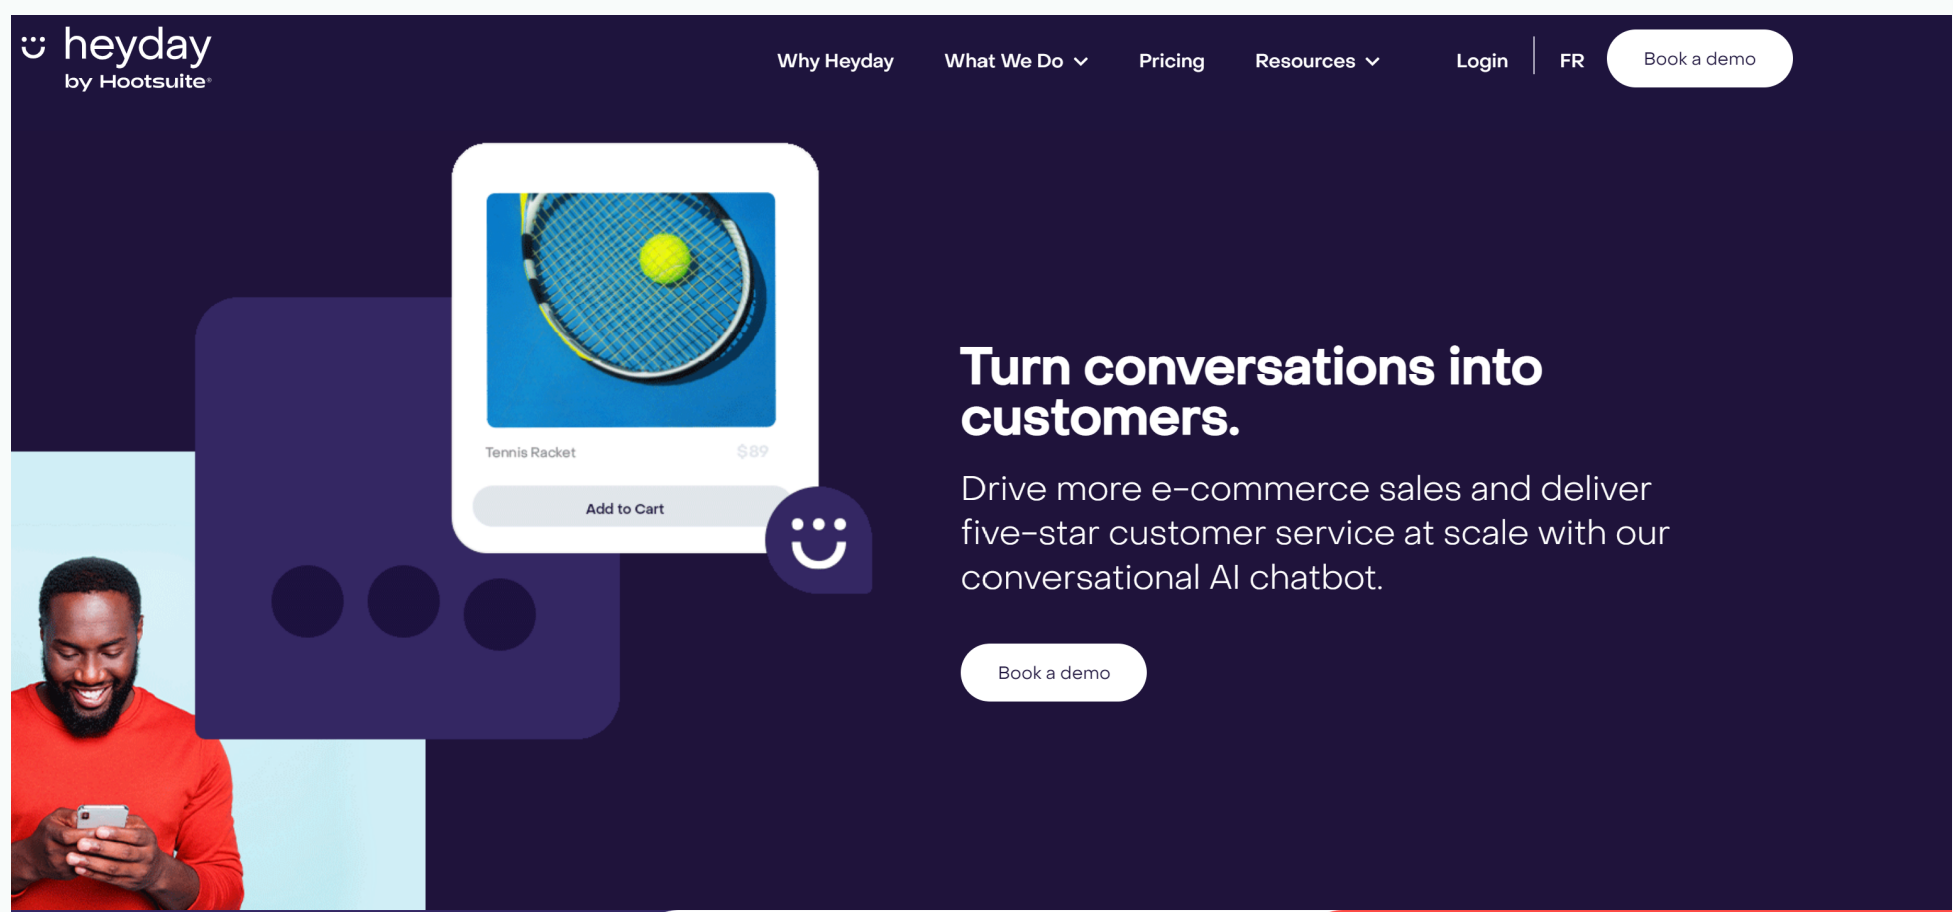 heyday
by Hootsuite
Why Heyday
What We Do
Pricing
Resources
Login
FR
Book a demo
Tennis Racket
$89
Add to Cart
Turn conversations into
customers.
Drive more e-commerce sales and deliver
five-star customer service at scale with our
conversational AI chatbot.
Book a demo